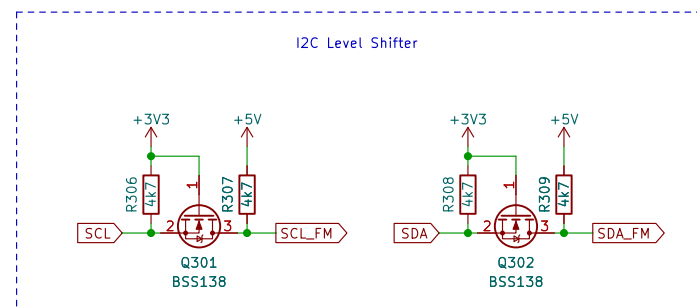 I2C Level Shifter
+3V3
+5V
+3V3
+5V
R306
4k7
1
R307
4k7
R308
4k7
1
R309
4k7
SCL
2
3
SCL_FM
SDA
2
3
SDA_FM
Q301
BSS138
Q302
BSS138